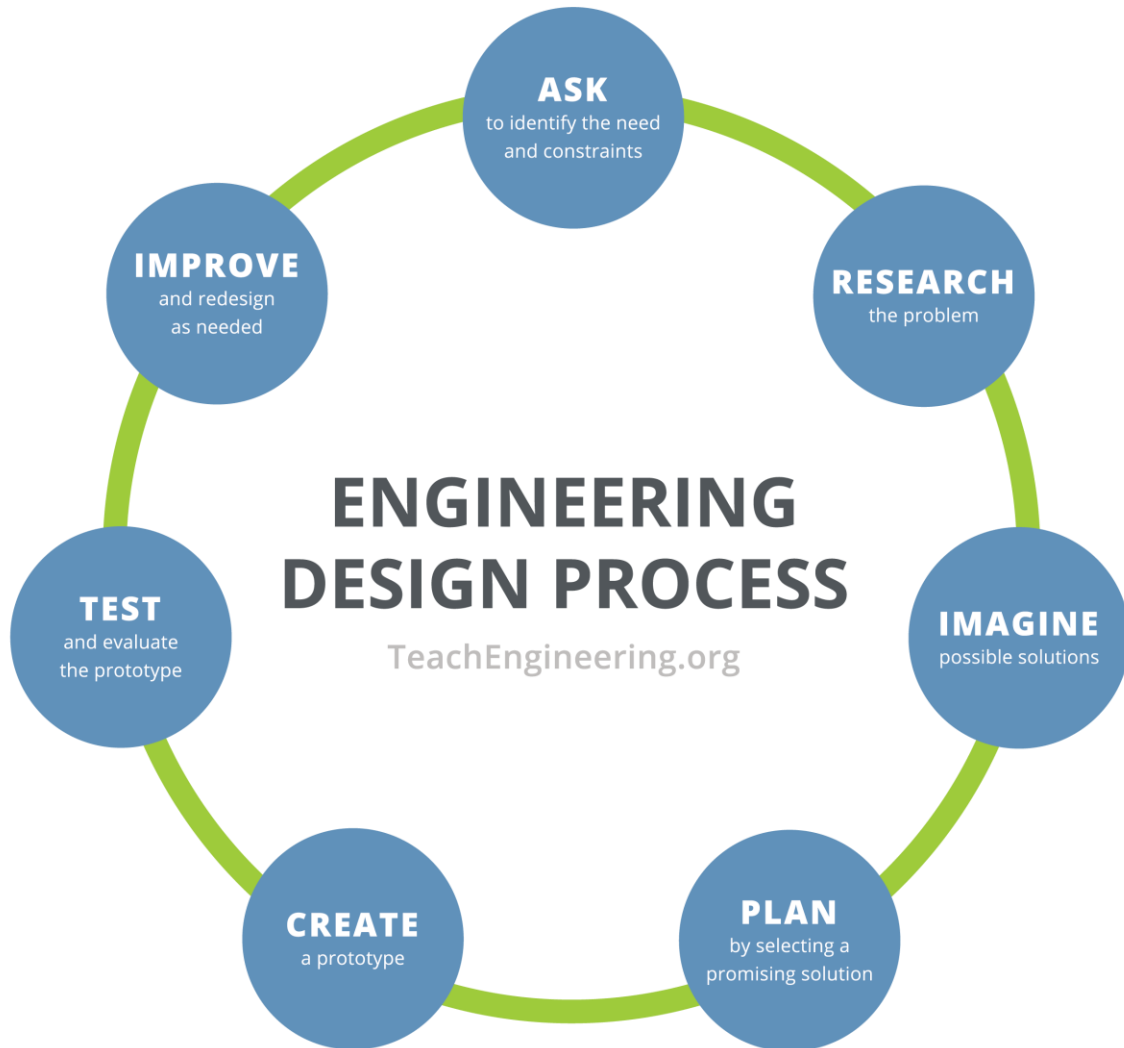 ASK
to identify the need
and constraints
RESEARCH
the problem
IMAGINE
possible solutions
PLAN
by selecting a
promising solution
CREATE
a prototype
TEST
and evaluate
the prototype
IMPROVE
and redesign
as needed
ENGINEERING
DESIGN PROCESS
TeachEngineering.org